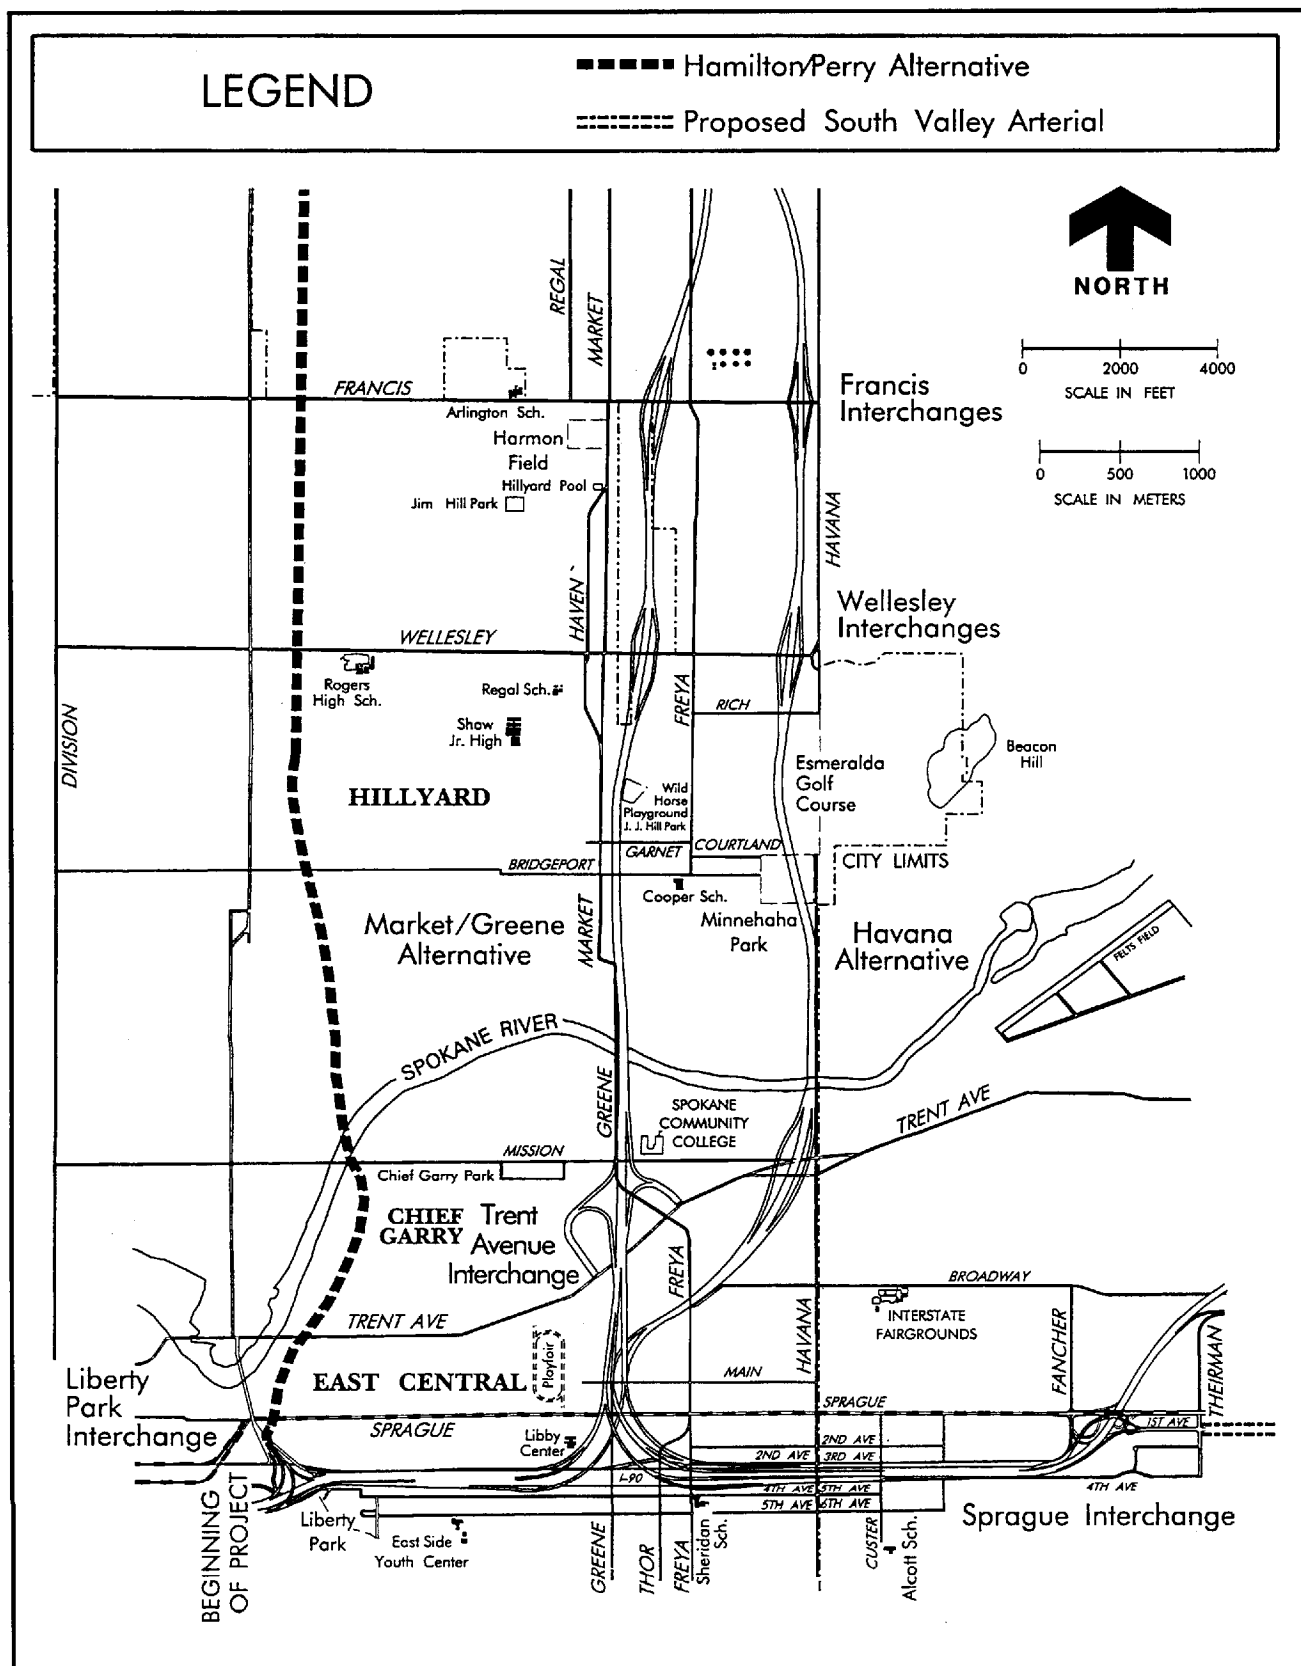 LEGEND
Hamilton/Perry Alternative
Proposed South Valley Arterial
NORTH
0 2000 4000
SCALE IN FEET
0 500 1000
SCALE IN METERS
REGAL
MARKET
FRANCIS
Arlington Sch.
Francis
Interchanges
Harmon
Field
Hillyard Pool
Jim Hill Park
HAVANA
HAVEN
Wellesley
Interchanges
WELLESLEY
Rogers
High Sch.
Regal Sch.
FREYA
RICH
Shaw
Jr. High
DIVISION
Beacon
Hill
Esmeralda
Golf
Course
HILLYARD
Wild
Horse
Playground
J. J. Hill Park
GARNET
COURTLAND
BRIDGEPORT
CITY LIMITS
Cooper Sch.
Minnehaha
Park
Market/Greene
Alternative
MARKET
Havana
Alternative
FELTS FIELD
SPOKANE RIVER
GREENE
SPOKANE
COMMUNITY
COLLEGE
TRENT AVE
MISSION
Chief Garry Park
CHIEF
GARRY
Trent
Avenue
Interchange
FREYA
BROADWAY
HAVANA
INTERSTATE
FAIRGROUNDS
TRENT AVE
FANCHER
THEIRMAN
Playfair
MAIN
EAST CENTRAL
Liberty
Park
Interchange
SPRAGUE
SPRAGUE
1ST AVE
Libby
Center
2ND AVE
2ND AVE
3RD AVE
I-90
4TH AVE
5TH AVE
4TH AVE
5TH AVE
6TH AVE
Sprague Interchange
BEGINNING
OF PROJECT
Liberty
Park
East Side
Youth Center
GREENE
THOR
FREYA
Sheridan
Sch.
CUSTER
Alcott Sch.